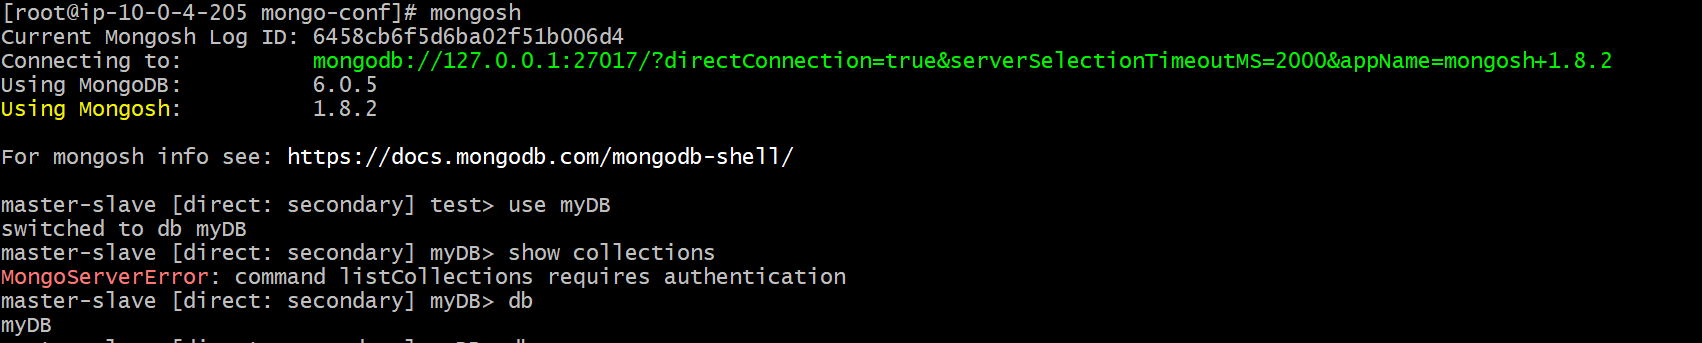 [root@ip-10-0-4-205 mongo-conf]# mongosh
Current Mongosh Log ID: 6458cb6f5d6ba02f51b006d4
Connecting to: mongodb://127.0.0.1:27017/?directConnection=true&serverSelectionTimeoutMS=2000&appName=mongosh+1.8.2
Using MongoDB: 6.0.5
Using Mongosh: 1.8.2
For mongosh info see: https://docs.mongodb.com/mongodb-shell/
master-slave [direct: secondary] test> use myDB
switched to db myDB
master-slave [direct: secondary] myDB> show collections
MongoServerError: command listCollections requires authentication
master-slave [direct: secondary] myDB> db
myDB